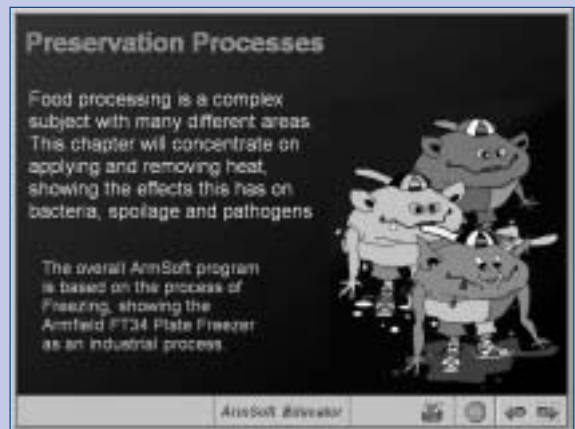 Preservation Processes
Food processing is a complex
subject with many different areas
This chapter will concentrate on
applying and removing heat,
showing the effects this has on
bacteria, spoilage and pathogens
The overall ArmSoft program
is based on the process of
Freezing, showing the
Armfield FT34 Plate Freezer
as an industrial process
ArmSoft Educator